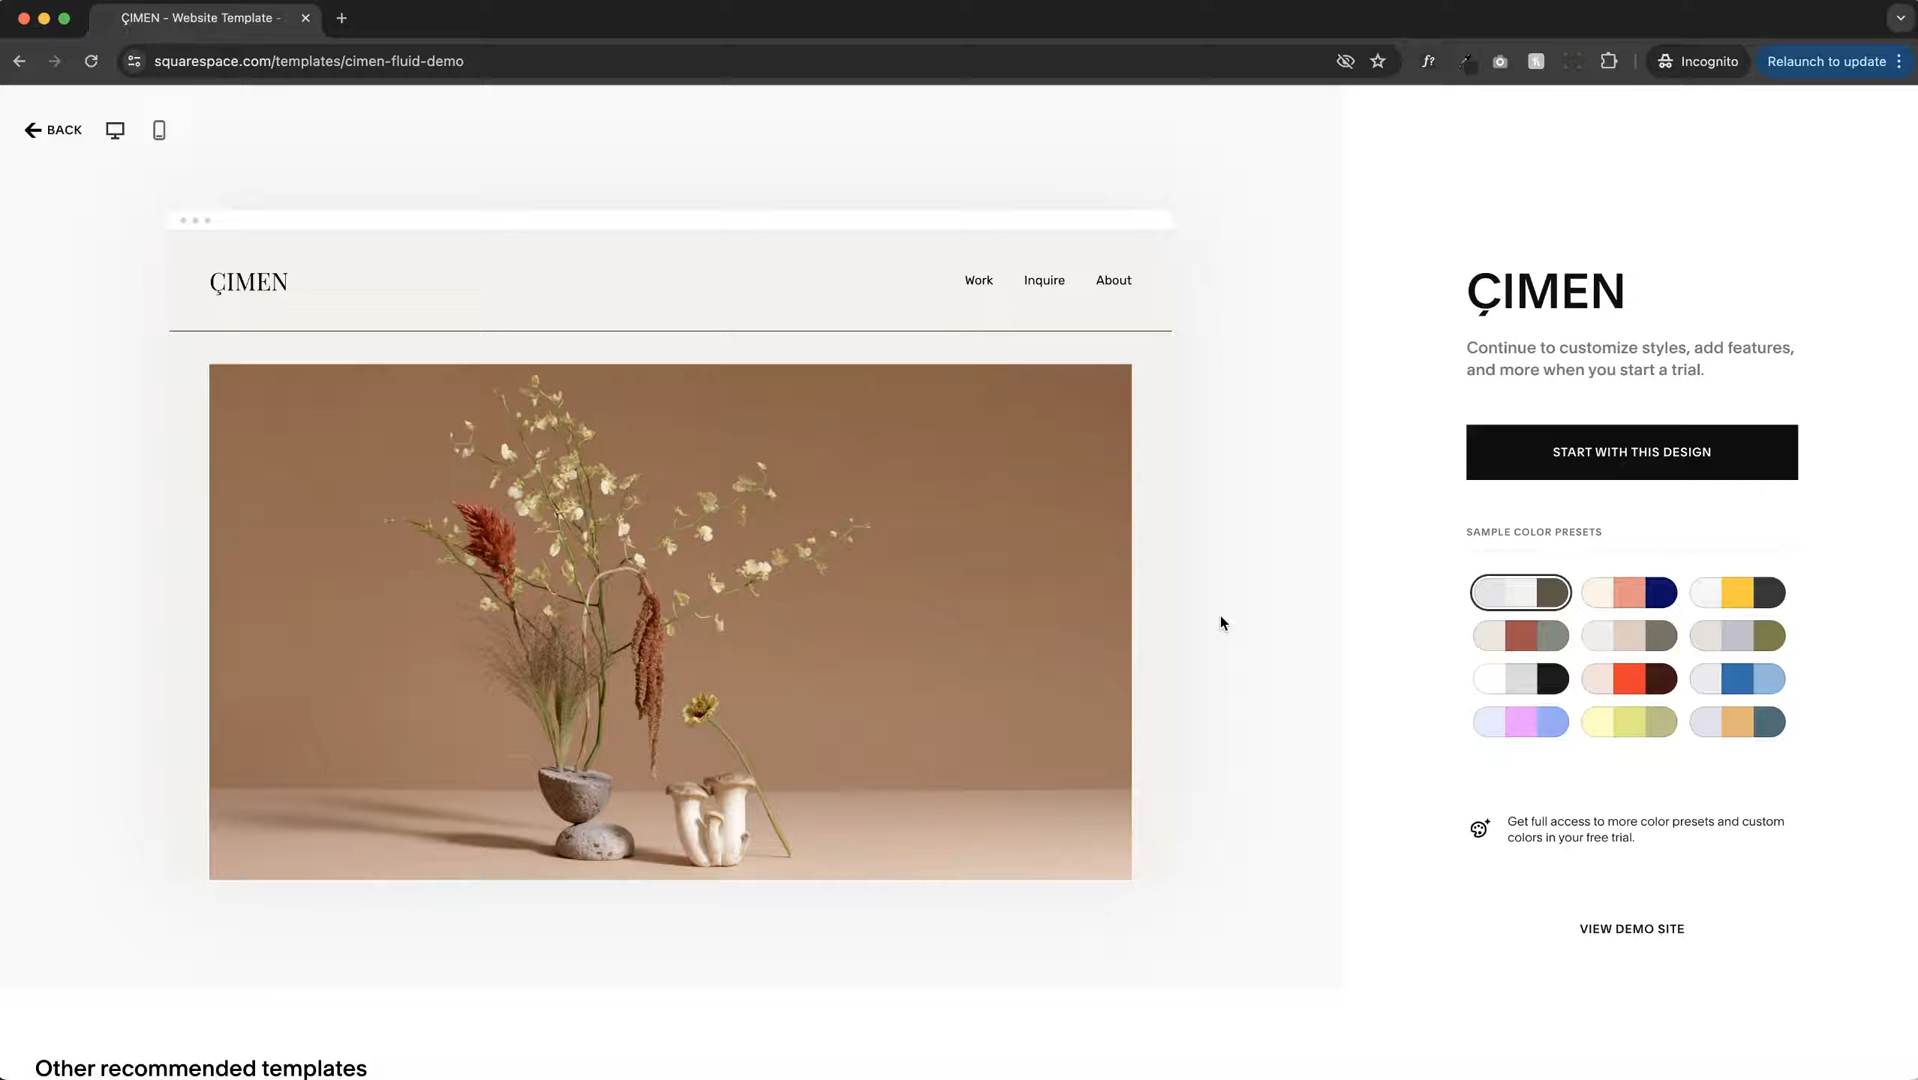 ÇIMEN - Website Template -
squarespace.com/templates/cimen-fluid-demo
f?
Incognito
Relaunch to update
BACK
ÇIMEN
Work
Inquire
About
ÇIMEN
Continue to customize styles, add features,
and more when you start a trial.
START WITH THIS DESIGN
SAMPLE COLOR PRESETS
Get full access to more color presets and custom
colors in your free trial.
VIEW DEMO SITE
Other recommended templates